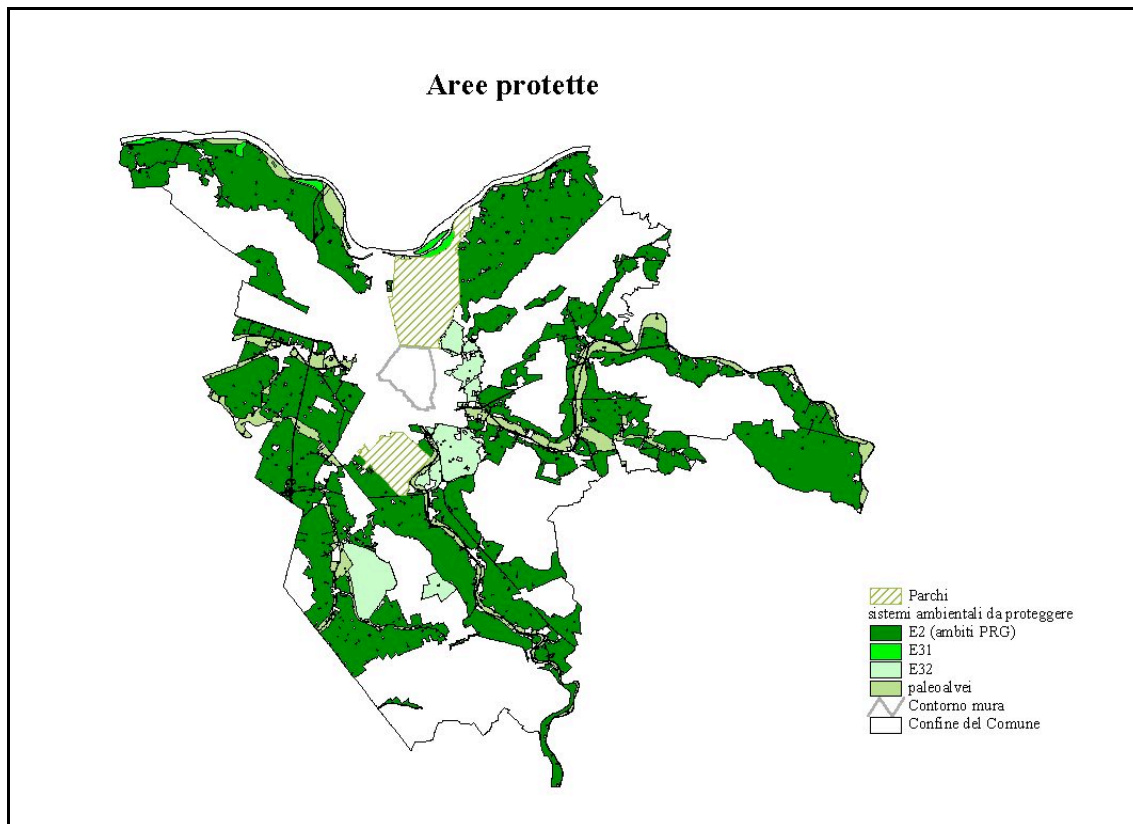 Aree protette
Parchi
sistemi ambientali da proteggere
E2 (ambiti PRG)
E31
E32
paleoalvei
Contorno mura
Confine del Comune